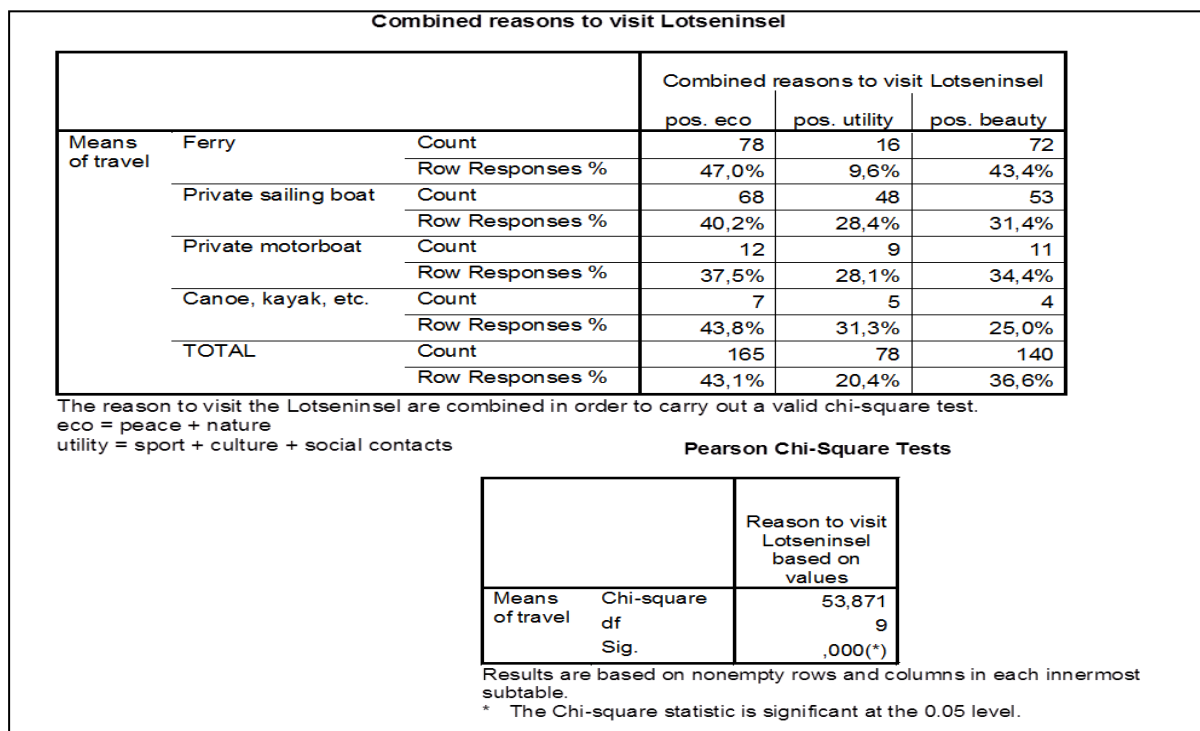 Combined reasons to visit Lotseninsel
Combined reasons to visit Lotseninsel
pos. eco pos. utility pos. beauty
Means of travel Ferry Count 78 16 72
Row Responses % 47,0% 9,6% 43,4%
Private sailing boat Count 68 48 53
Row Responses % 40,2% 28,4% 31,4%
Private motorboat Count 12 9 11
Row Responses % 37,5% 28,1% 34,4%
Canoe, kayak, etc. Count 7 5 4
Row Responses % 43,8% 31,3% 25,0%
TOTAL Count 165 78 140
Row Responses % 43,1% 20,4% 36,6%
The reason to visit the Lotseninsel are combined in order to carry out a valid chi-square test.
eco = peace + nature
utility = sport + culture + social contacts
Pearson Chi-Square Tests
Reason to visit
Lotseninsel
based on
values
Means of travel Chi-square 53,871
df 9
Sig. ,000(*)
Results are based on nonempty rows and columns in each innermost
subtable.
* The Chi-square statistic is significant at the 0.05 level.